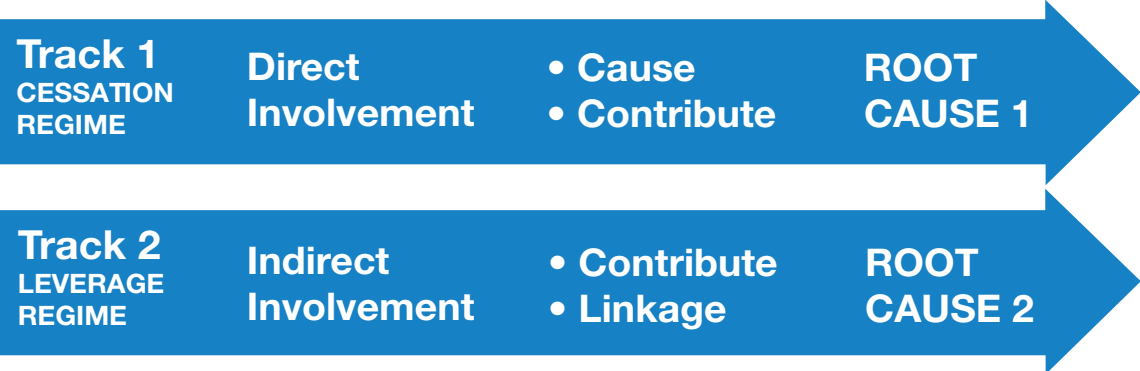 Track 1
CESSATION
REGIME
Direct
Involvement
• Cause
• Contribute
ROOT
CAUSE 1
Track 2
LEVERAGE
REGIME
Indirect
Involvement
• Contribute
• Linkage
ROOT
CAUSE 2